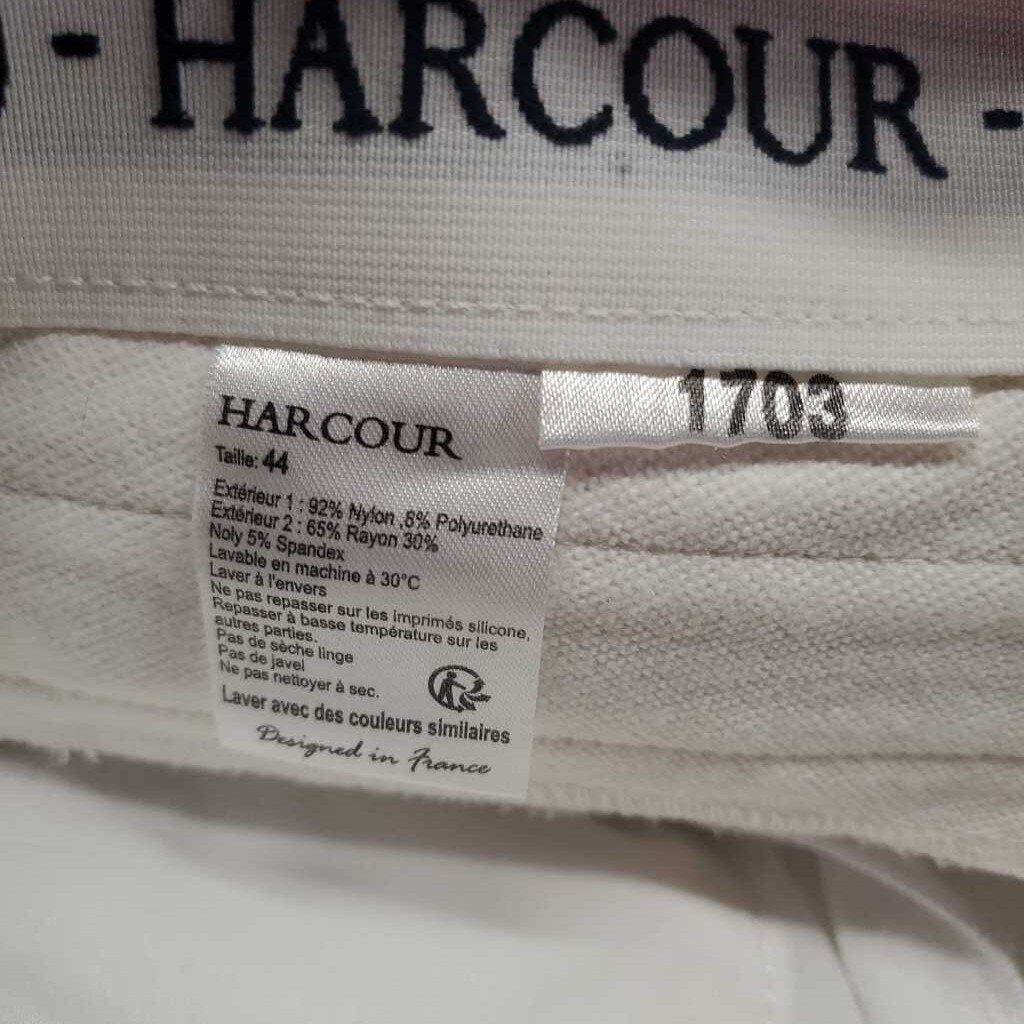 - HARCOUR -
HARCOUR
1703
Taille: 44
Extérieur 1 : 92% Nylon ,8% Polyurethane
Extérieur 2 : 65% Rayon 30%
Noly 5% Spandex
Lavable en machine à 30°C
Laver à l'envers
Ne pas repasser sur les imprimés silicone,
Repasser à basse température sur les
autres parties.
Pas de sèche linge
Pas de javel
Ne pas nettoyer à sec.
Laver avec des couleurs similaires
Designed in France